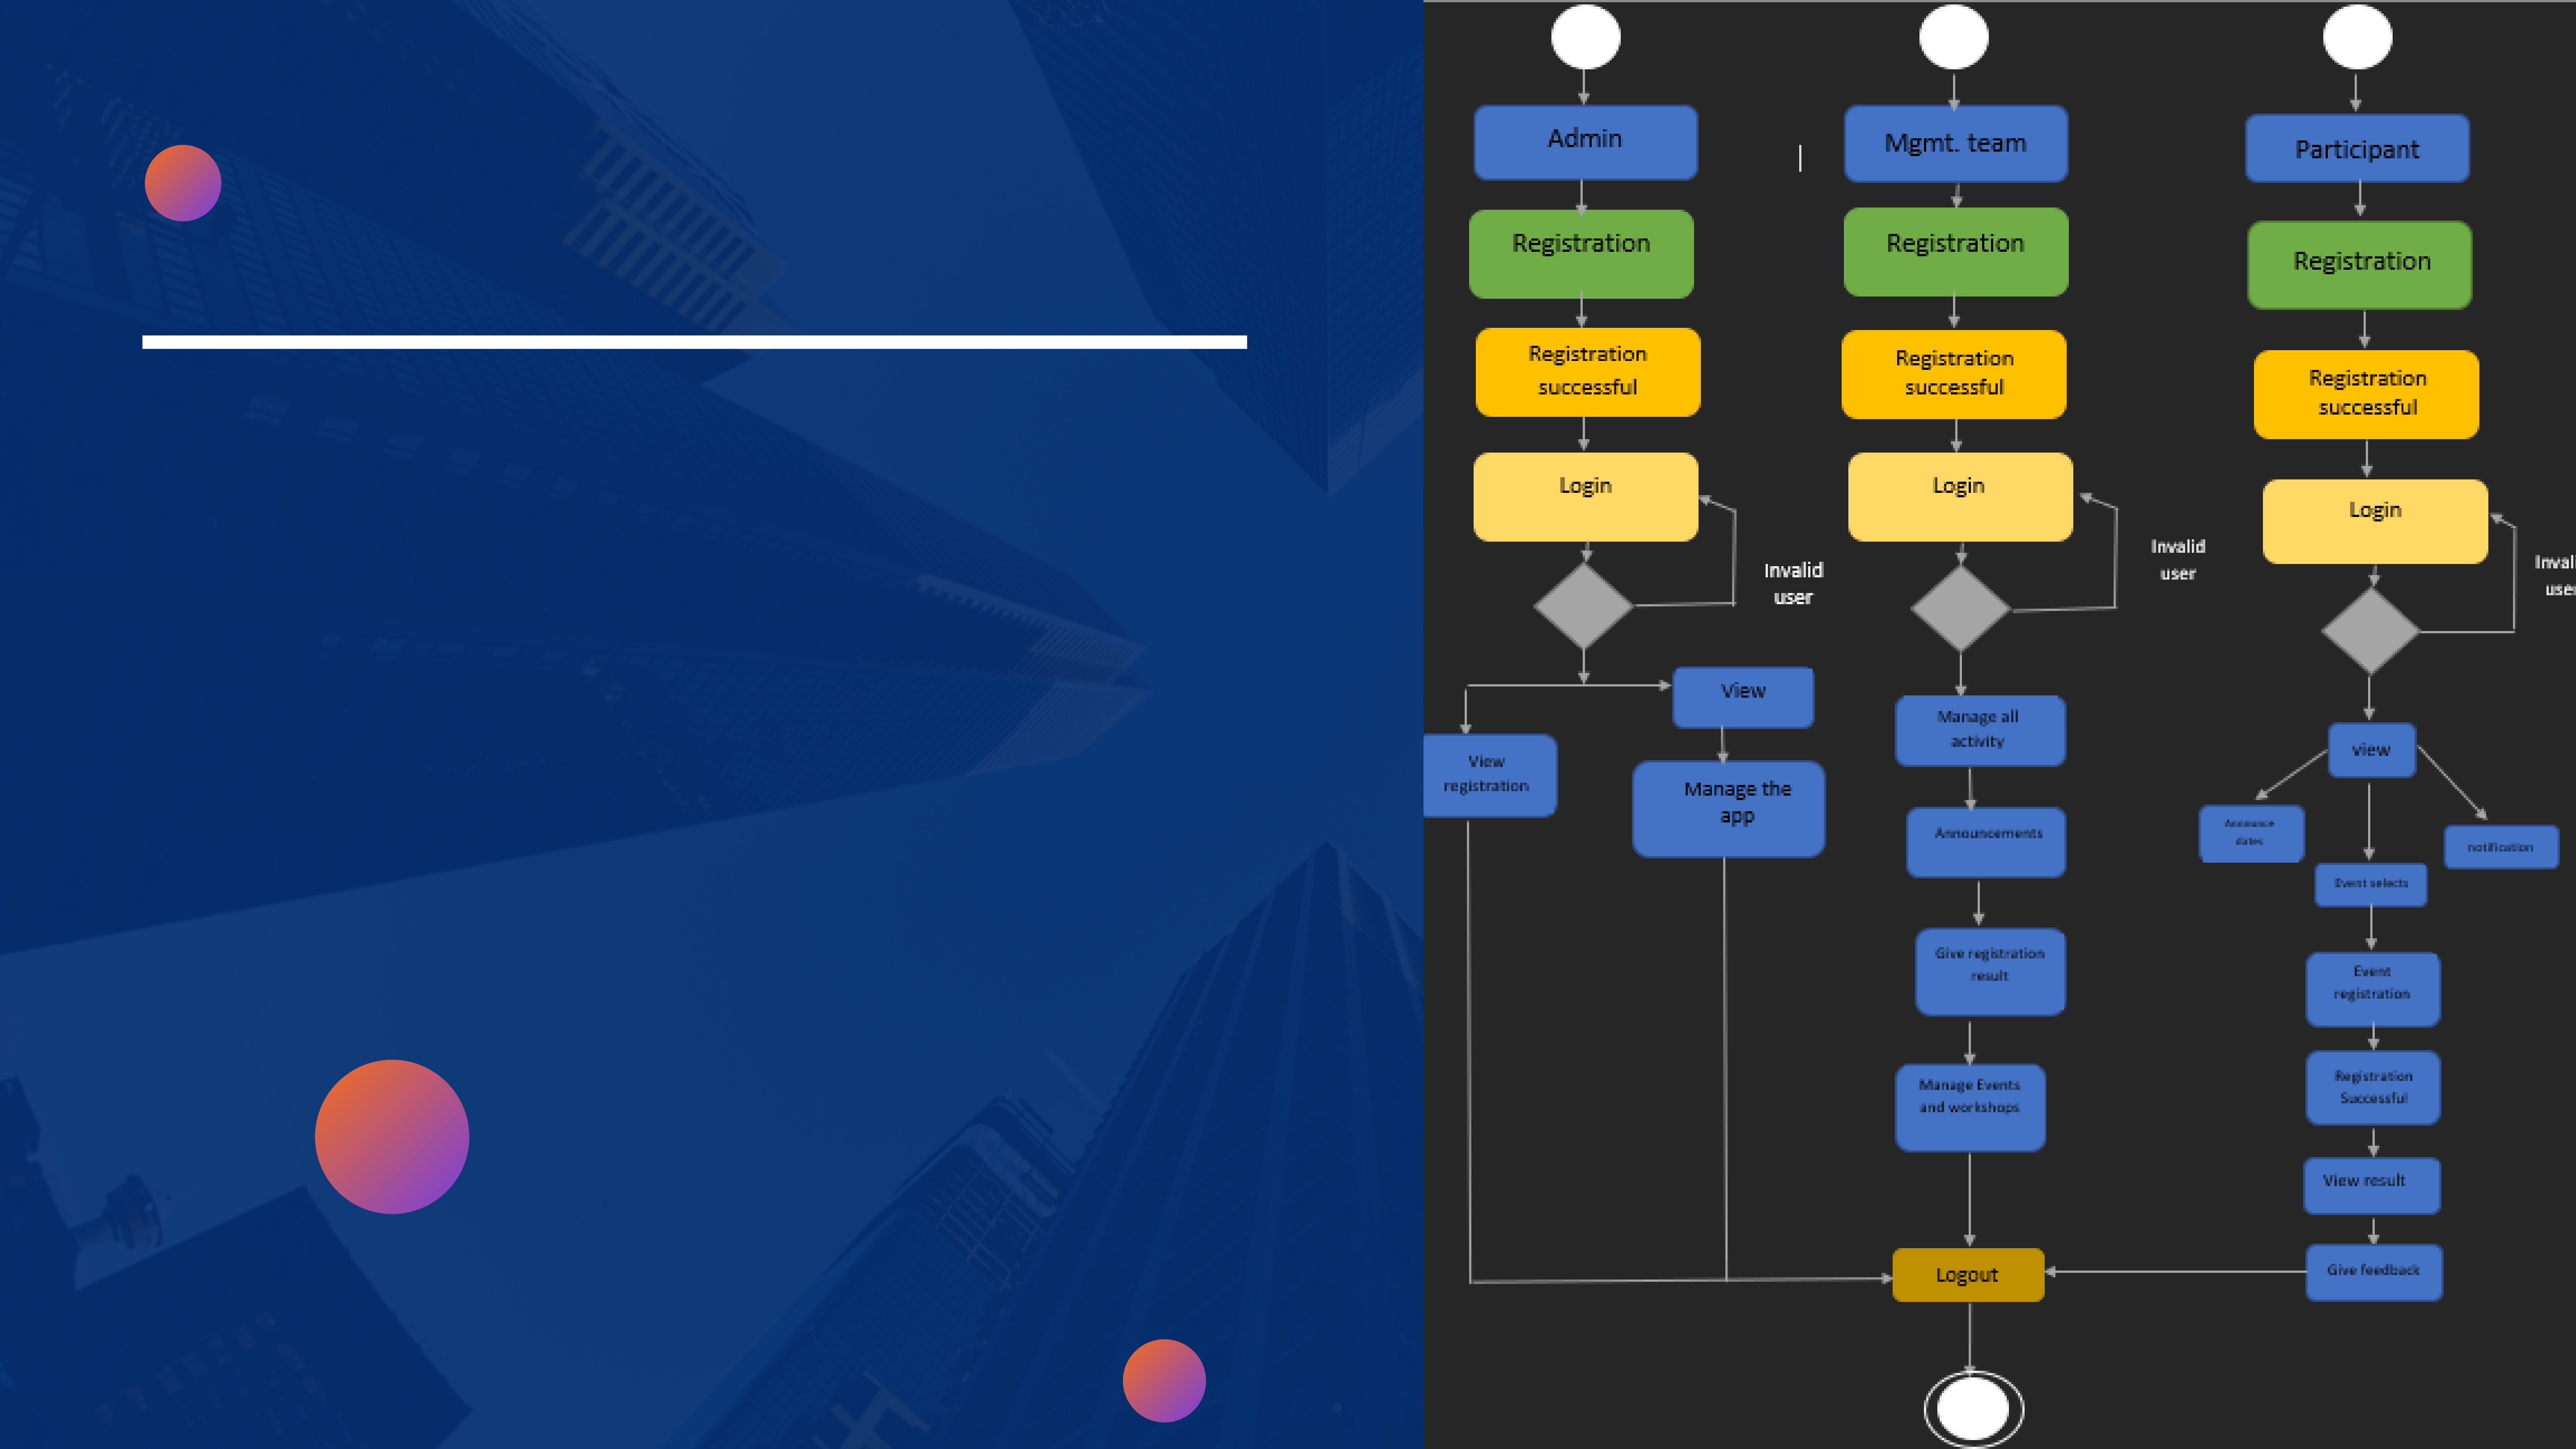 Admin
Registration
Registration
successful
Login
Invalid
user
View
View
registration
Manage the
app
Mgmt. team
Registration
Registration
successful
Login
Invalid
user
Manage all
activity
Announcements
Give registration
result
Manage Events
and workshops
Logout
Participant
Registration
Registration
successful
Login
view
Announce
dates
notification
Event selects
Event
registration
Registration
Successful
View result
Give feedback